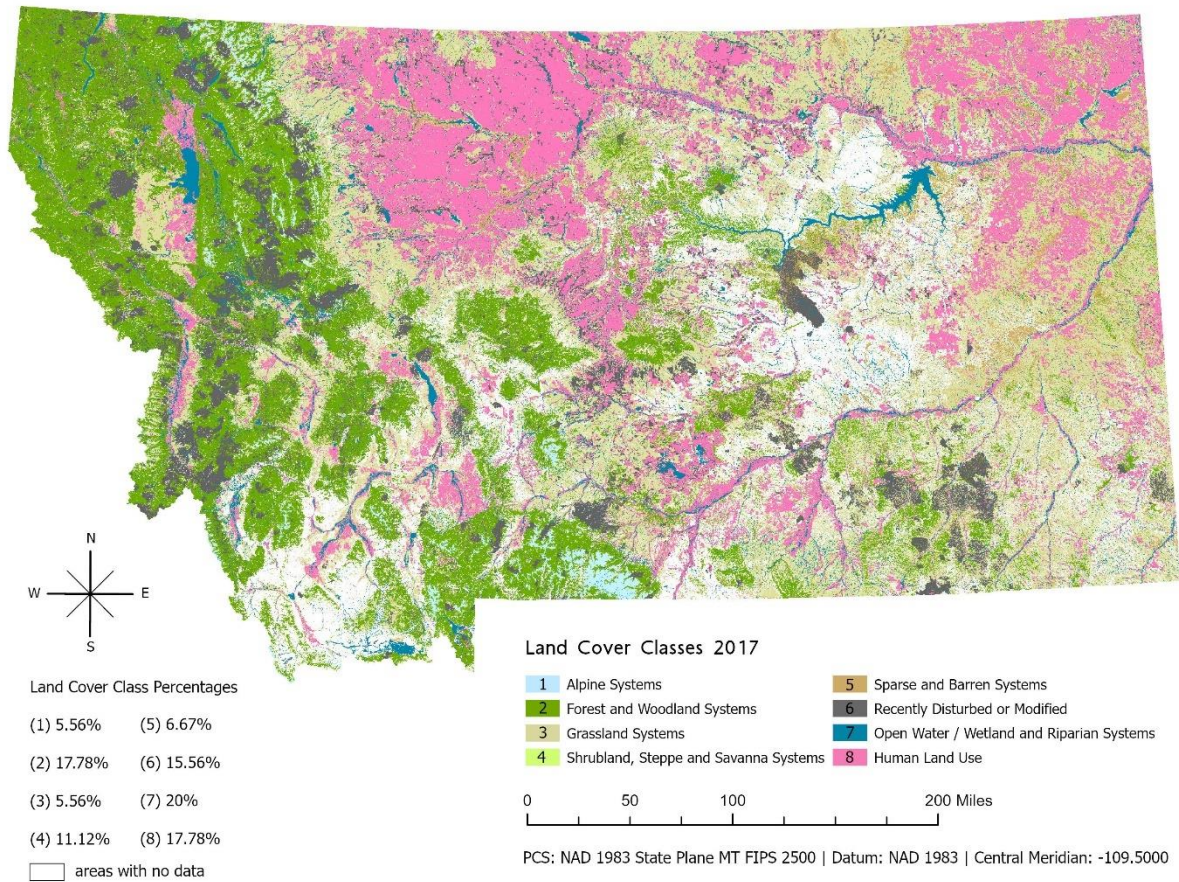 N
W E
S
Land Cover Class Percentages
(1) 5.56% (5) 6.67%
(2) 17.78% (6) 15.56%
(3) 5.56% (7) 20%
(4) 11.12% (8) 17.78%
areas with no data
Land Cover Classes 2017
1 Alpine Systems
2 Forest and Woodland Systems
3 Grassland Systems
4 Shrubland, Steppe and Savanna Systems
5 Sparse and Barren Systems
6 Recently Disturbed or Modified
7 Open Water / Wetland and Riparian Systems
8 Human Land Use
0 50 100 200 Miles
PCS: NAD 1983 State Plane MT FIPS 2500 | Datum: NAD 1983 | Central Meridian: -109.5000